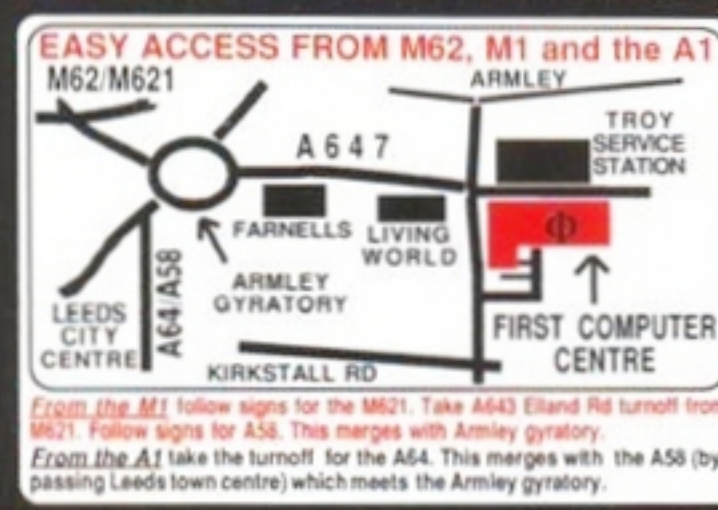 EASY ACCESS FROM M62, M1 and the A1
M62/M621
ARMLEY
TROY
SERVICE
STATION
A647
FARNELLS
LIVING
WORLD
Φ
ARMLEY
GYRATORY
A64/A58
LEEDS
CITY
CENTRE
FIRST COMPUTER
CENTRE
KIRKSTALL RD
From the M1 follow signs for the M621. Take A643 Elland Rd turnoff from
M621. Follow signs for A58. This merges with Armley gyratory.
From the A1 take the turnoff for the A64. This merges with the A58 (by
passing Leeds town centre) which meets the Armley gyratory.